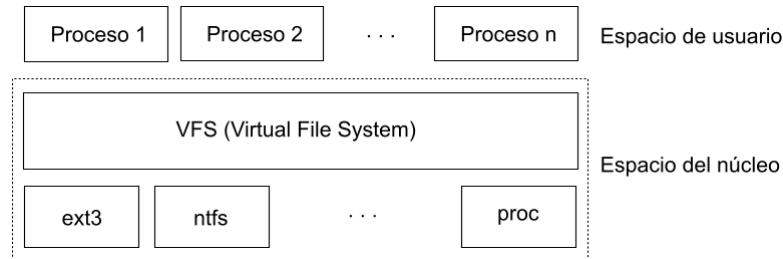 Proceso 1 Proceso 2 . . . Proceso n Espacio de usuario
VFS (Virtual File System)
Espacio del núcleo
ext3 ntfs . . . proc